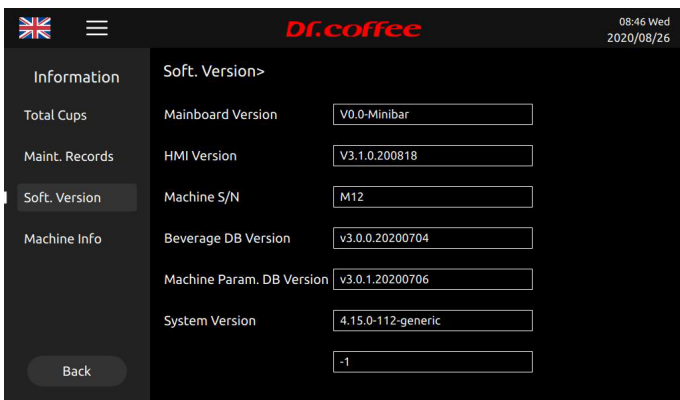 Dr.coffee
08:46 Wed
2020/08/26
Information
Total Cups
Maint. Records
Soft. Version
Machine Info
Back
Soft. Version>
Mainboard Version V0.0-Minibar
HMI Version V3.1.0.200818
Machine S/N M12
Beverage DB Version v3.0.0.20200704
Machine Param. DB Version v3.0.1.20200706
System Version 4.15.0-112-generic
-1